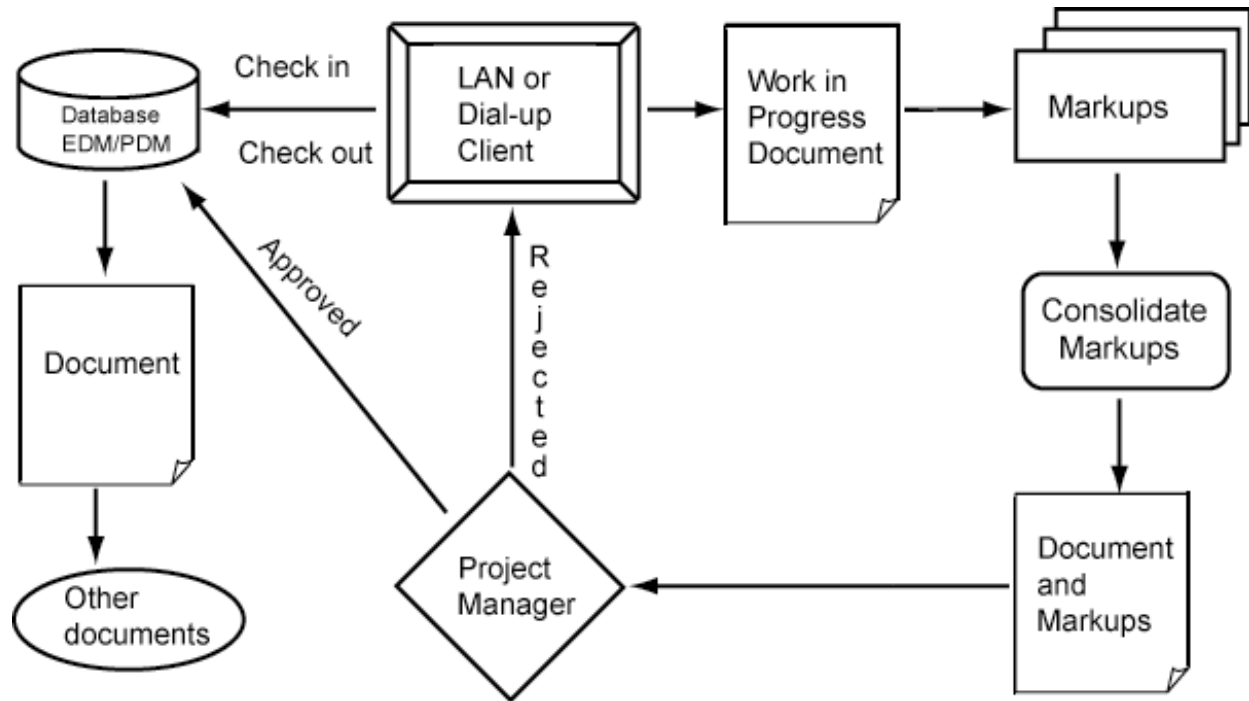 Check in
Database
EDM/PDM
Check out
LAN or
Dial-up
Client
Work in
Progress
Document
Markups
Approved
Rejected
Consolidate
Markups
Document
Other
documents
Project
Manager
Document
and
Markups